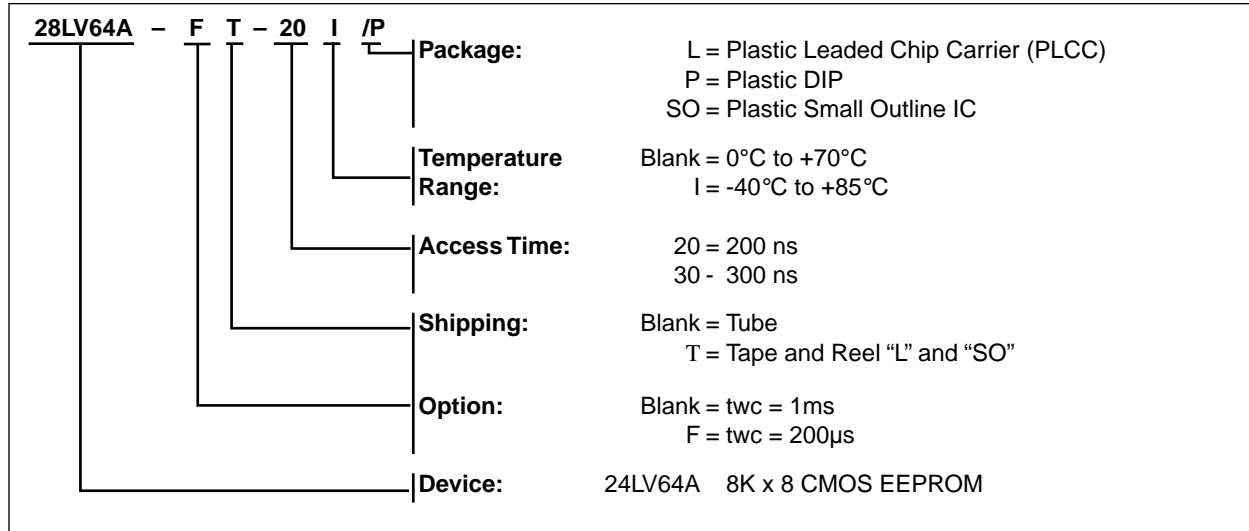 28LV64A – F T – 20 I /P
Package: L = Plastic Leaded Chip Carrier (PLCC)
P = Plastic DIP
SO = Plastic Small Outline IC
Temperature Blank = 0°C to +70°C
Range: I = -40°C to +85°C
Access Time: 20 = 200 ns
30 - 300 ns
Shipping: Blank = Tube
T = Tape and Reel “L” and “SO”
Option: Blank = twc = 1ms
F = twc = 200µs
Device: 24LV64A 8K x 8 CMOS EEPROM